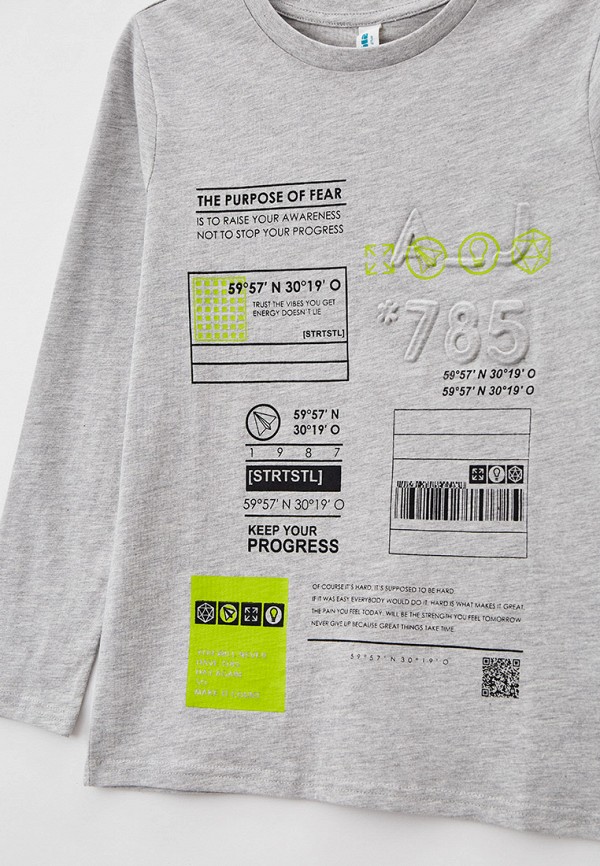 THE PURPOSE OF FEAR
IS TO RAISE YOUR AWARENESS
NOT TO STOP YOUR PROGRESS
59°57' N 30°19' O
TRUST THE VIBES YOU GET
ENERGY DOESN'T LIE
[STRTSTL]
*785
59°57' N 30°19' O
59°57' N 30°19' O
59°57' N
30°19' O
1 9 8 7
[STRTSTL]
59°57' N 30°19' O
KEEP YOUR
PROGRESS
OF COURSE IT'S HARD, IT'S SUPPOSED TO BE HARD.
IF IT WAS EASY EVERYBODY WOULD DO IT. HARD IS WHAT MAKES IT GREAT.
THE PAIN YOU FEEL TODAY, WILL BE THE STRENGTH YOU FEEL TOMORROW
NEVER GIVE UP BECAUSE GREAT THINGS TAKE TIME.
59°57' N 30°19' O